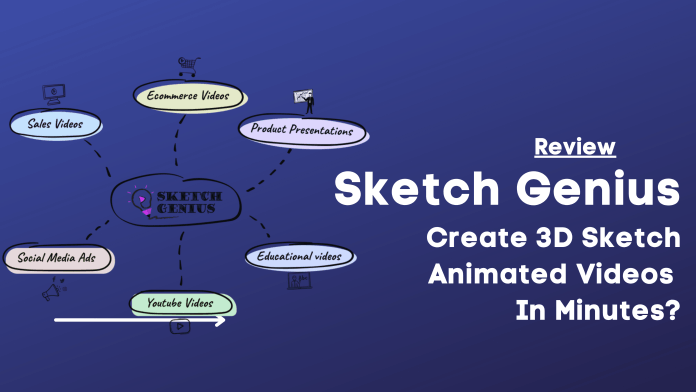 Ecommerce Videos
Sales Videos
Product Presentations
SKETCH
GENIUS
Social Media Ads
Educational videos
Youtube Videos
Review
Sketch Genius
Create 3D Sketch
Animated Videos
In Minutes?